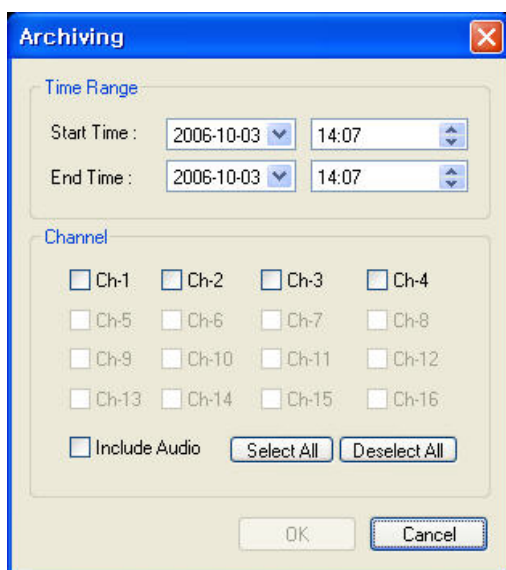 Archiving
Time Range
Start Time : 2006-10-03 14:07
End Time : 2006-10-03 14:07
Channel
Ch-1 Ch-2 Ch-3 Ch-4
Ch-5 Ch-6 Ch-7 Ch-8
Ch-9 Ch-10 Ch-11 Ch-12
Ch-13 Ch-14 Ch-15 Ch-16
Include Audio Select All Deselect All
OK Cancel